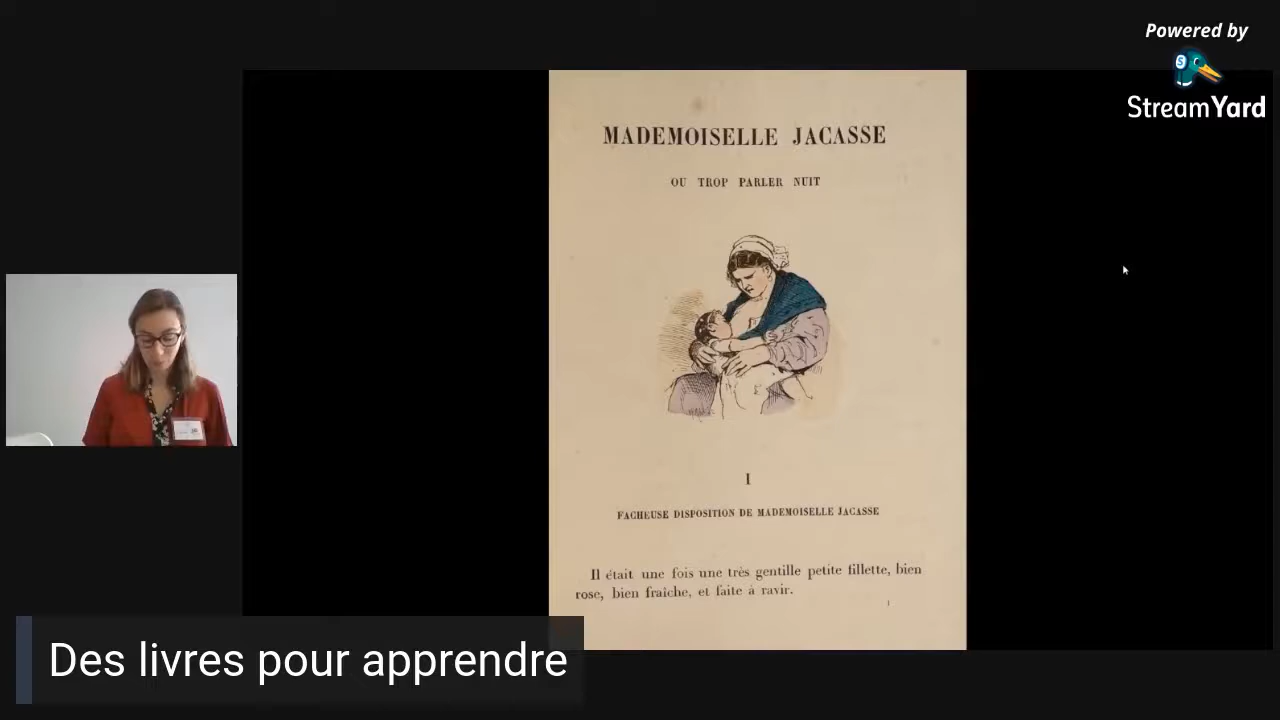 Powered by
StreamYard
MADEMOISELLE JACASSE
OU TROP PARLER NUIT
I
FACHEUSE DISPOSITION DE MADEMOISELLE JACASSE
Il était une fois une très gentille petite fillette, bien
rose, bien fraîche, et faite à ravir.
1
Des livres pour apprendre